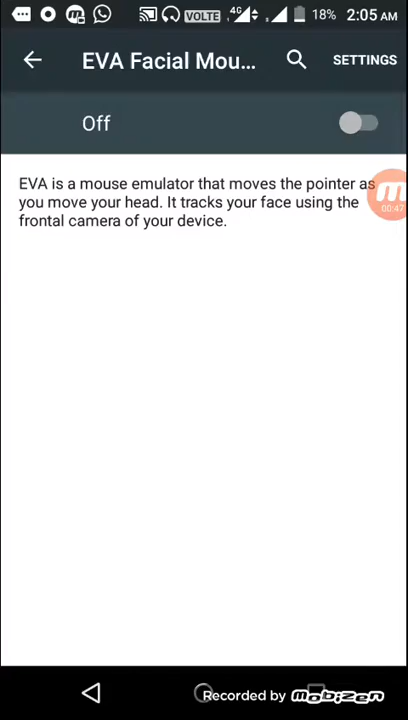 VOLTE 4G 18% 2:05 AM
EVA Facial Mou... SETTINGS
Off
EVA is a mouse emulator that moves the pointer as
you move your head. It tracks your face using the
frontal camera of your device.
00:47
Recorded by mobizen